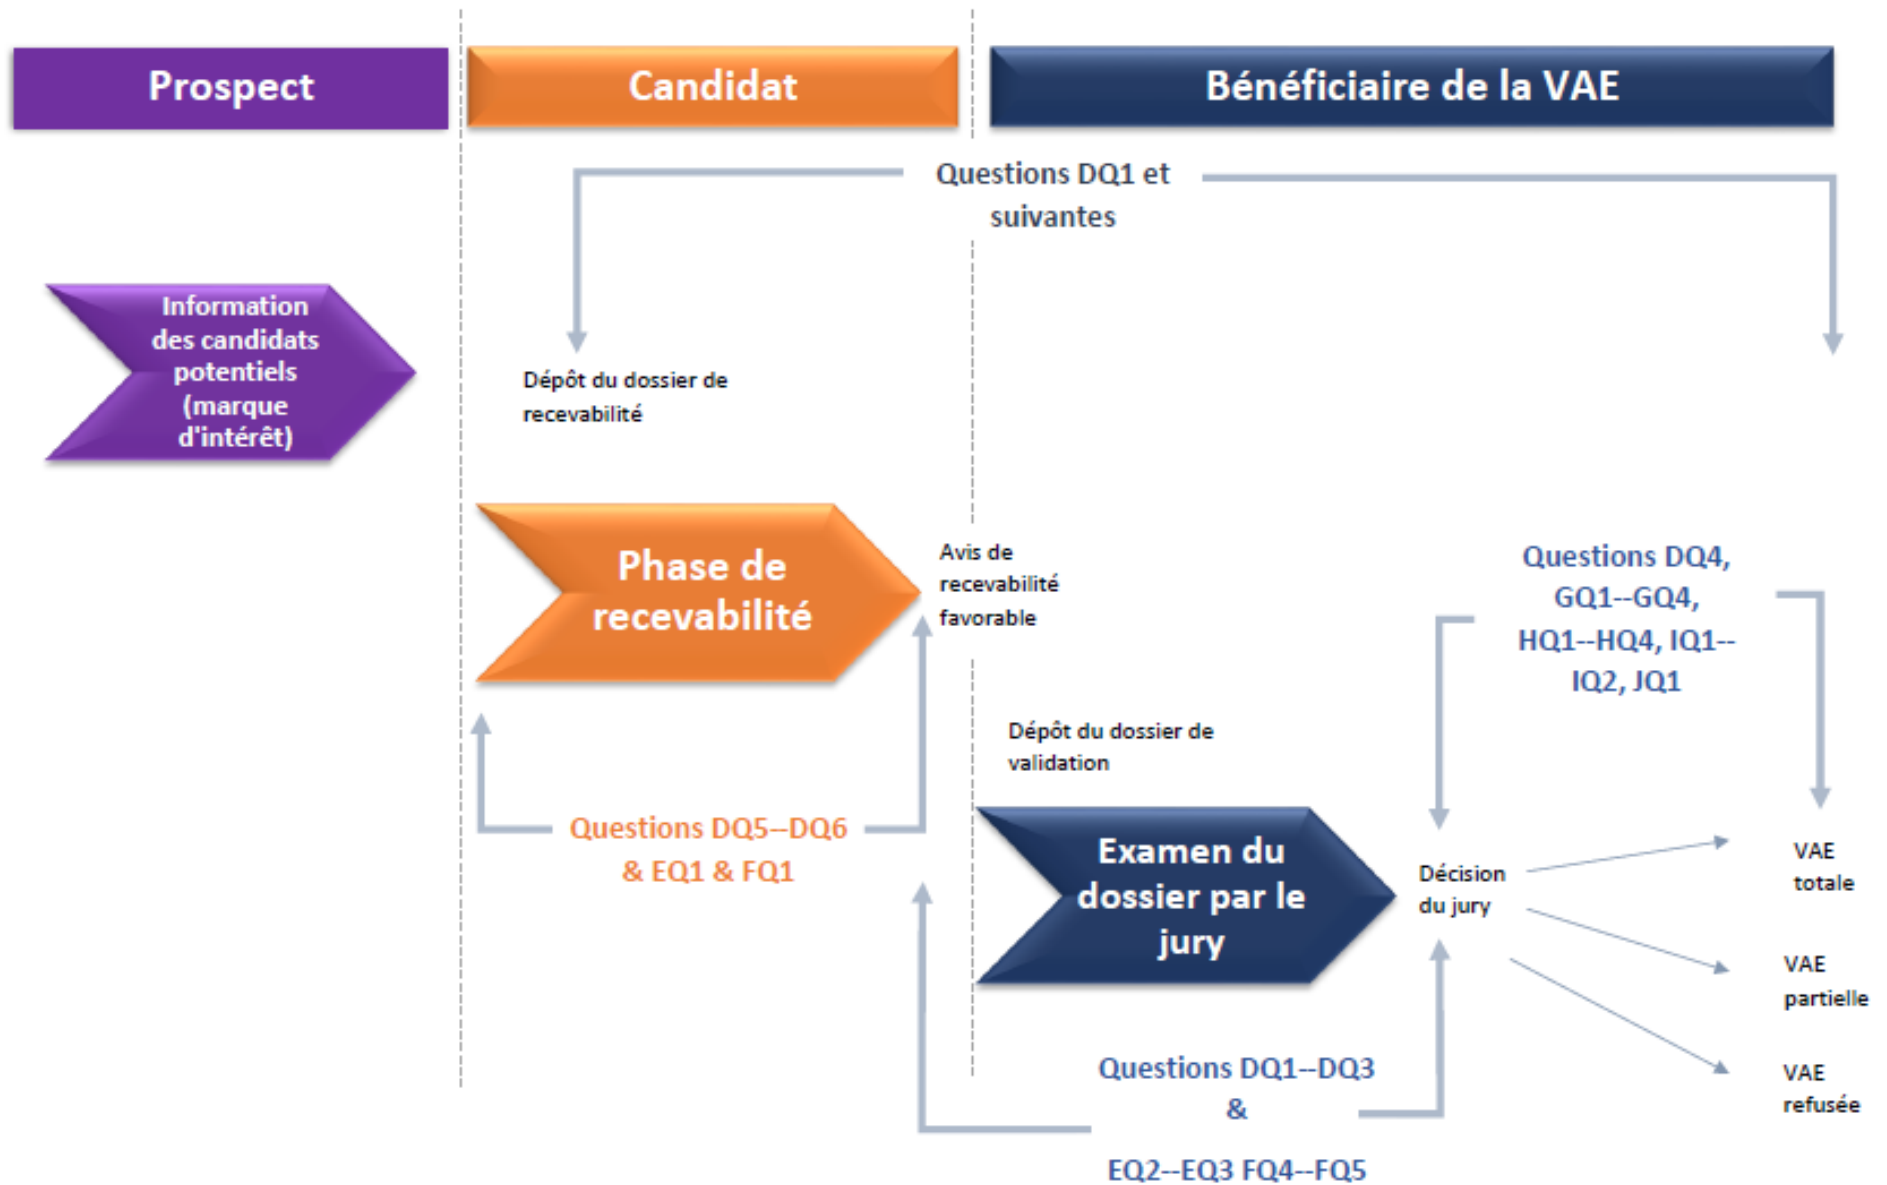 Prospect
Candidat
Bénéficiaire de la VAE
Questions DQ1 et
suivantes
Information
des candidats
potentiels
(marque
d'intérêt)
Dépôt du dossier de
recevabilité
Phase de
recevabilité
Avis de
recevabilité
favorable
Questions DQ4,
GQ1--GQ4,
HQ1--HQ4, IQ1--
IQ2, JQ1
Dépôt du dossier de
validation
Questions DQ5--DQ6
& EQ1 & FQ1
Examen du
dossier par le
jury
Décision
du jury
VAE
totale
VAE
partielle
VAE
refusée
Questions DQ1--DQ3
&
EQ2--EQ3 FQ4--FQ5